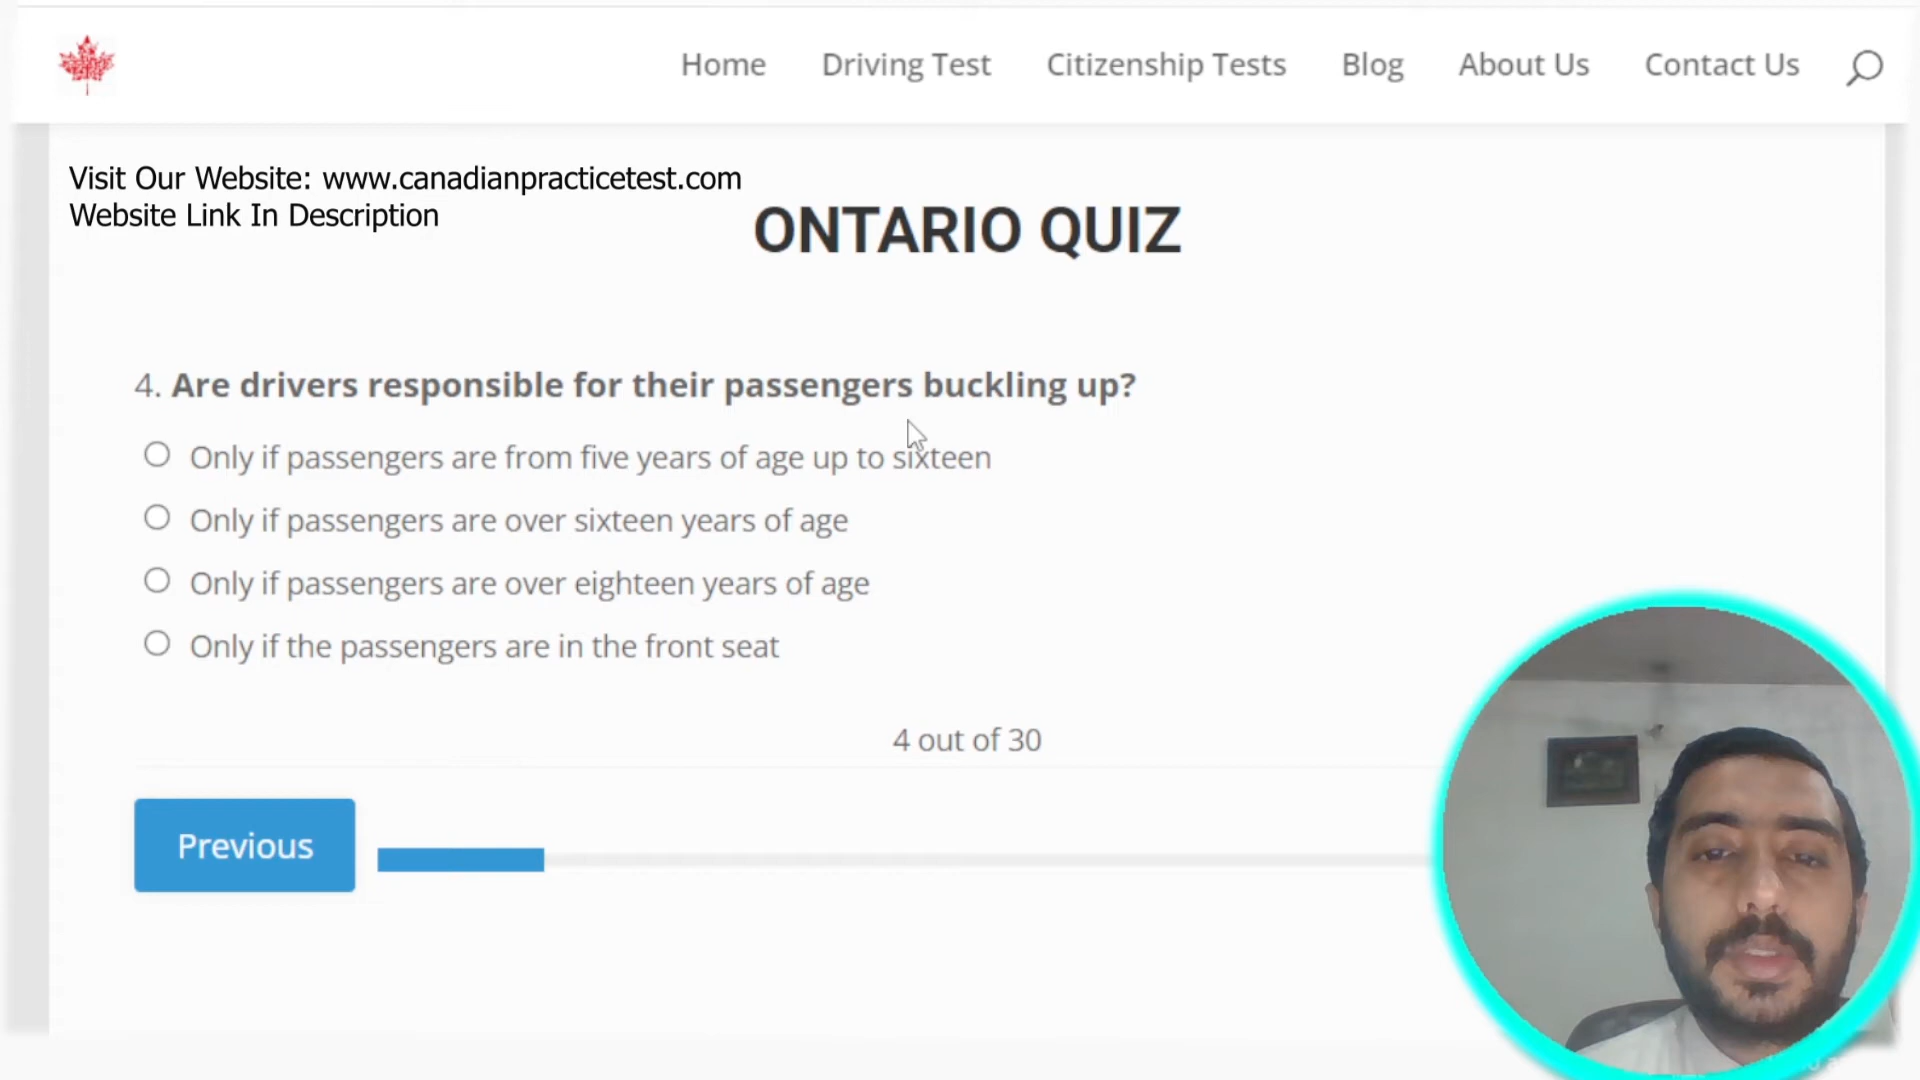 Home Driving Test Citizenship Tests Blog About Us Contact Us
Visit Our Website: www.canadianpracticetest.com
Website Link In Description
ONTARIO QUIZ
4. Are drivers responsible for their passengers buckling up?
Only if passengers are from five years of age up to sixteen
Only if passengers are over sixteen years of age
Only if passengers are over eighteen years of age
Only if the passengers are in the front seat
4 out of 30
Previous